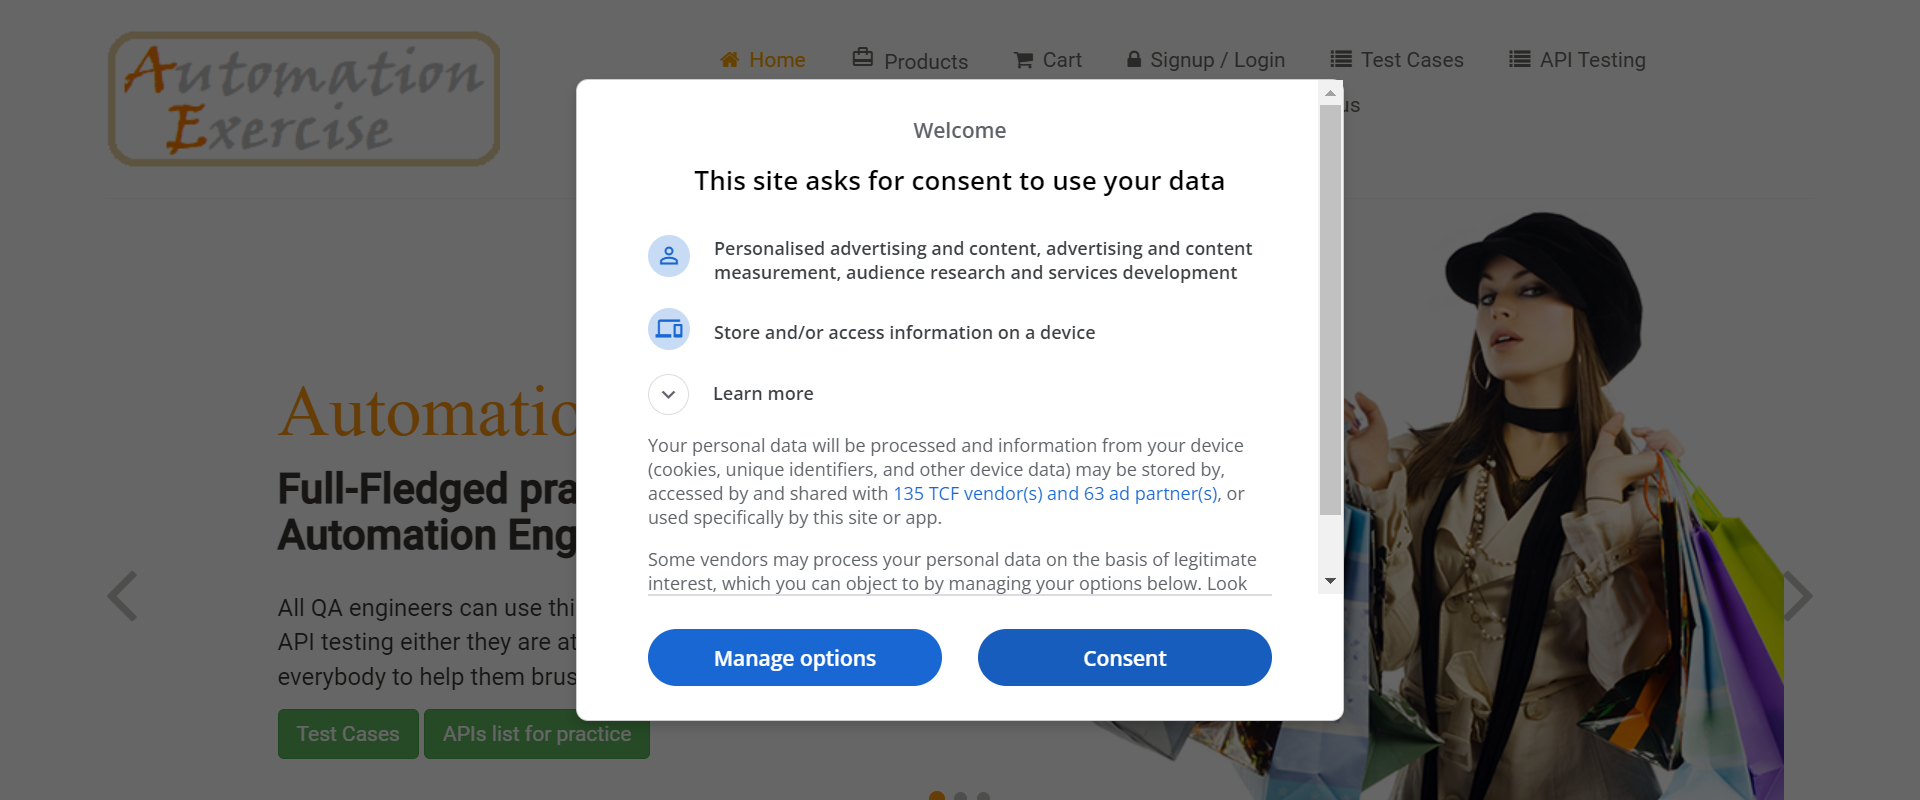 Automation
Exercise
Home
Products
Cart
Signup / Login
Test Cases
API Testing
us
Welcome
This site asks for consent to use your data
Personalised advertising and content, advertising and content
measurement, audience research and services development
Store and/or access information on a device
Learn more
Your personal data will be processed and information from your device
(cookies, unique identifiers, and other device data) may be stored by,
accessed by and shared with 135 TCF vendor(s) and 63 ad partner(s), or
used specifically by this site or app.
Some vendors may process your personal data on the basis of legitimate
interest, which you can object to by managing your options below. Look
Manage options
Consent
Automatio
Full-Fledged pra
Automation Eng
All QA engineers can use thi
API testing either they are at
everybody to help them brus
Test Cases
APIs list for practice